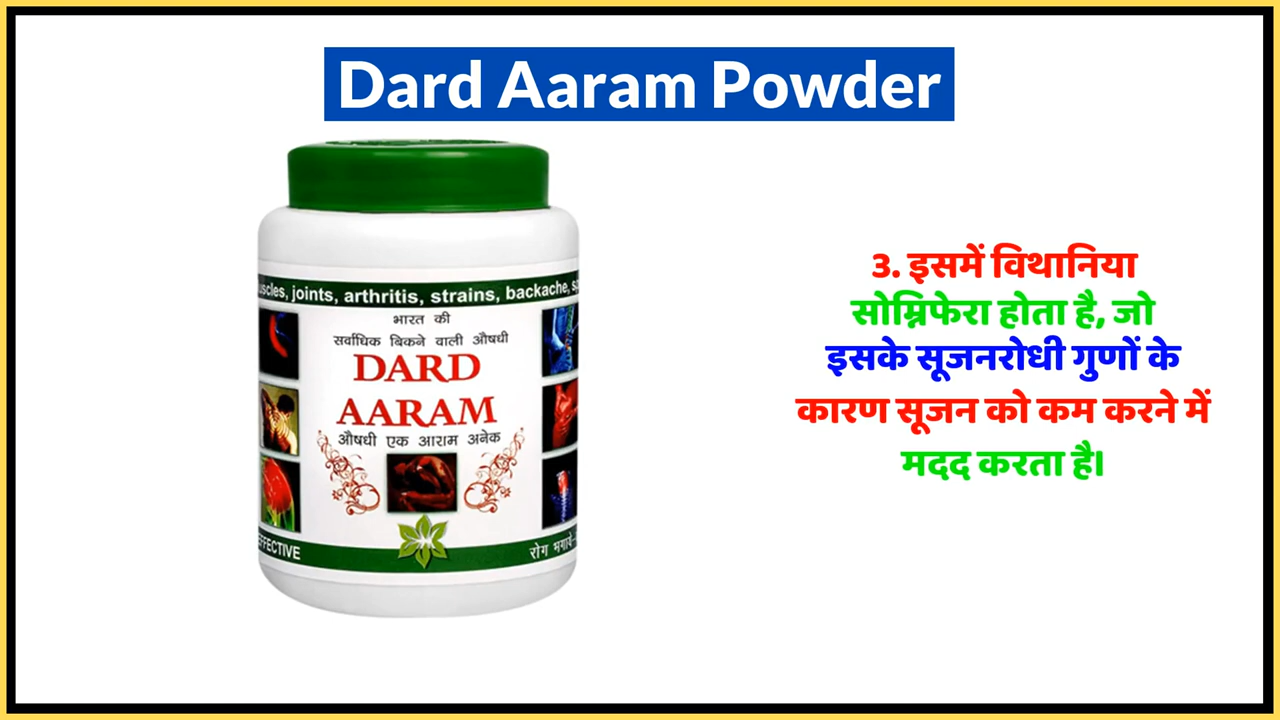 Dard Aaram Powder
joints, arthritis, strains, backache,
भारत की
सर्वाधिक बिकने वाली औषधी
DARD
AARAM
औषधी एक आराम अनेक
EFFECTIVE
रोग भगाये
3. इसमें विथानिया
सोम्निफेरा होता है, जो
इसके सूजनरोधी गुणों के
कारण सूजन को कम करने में
मदद करता है।